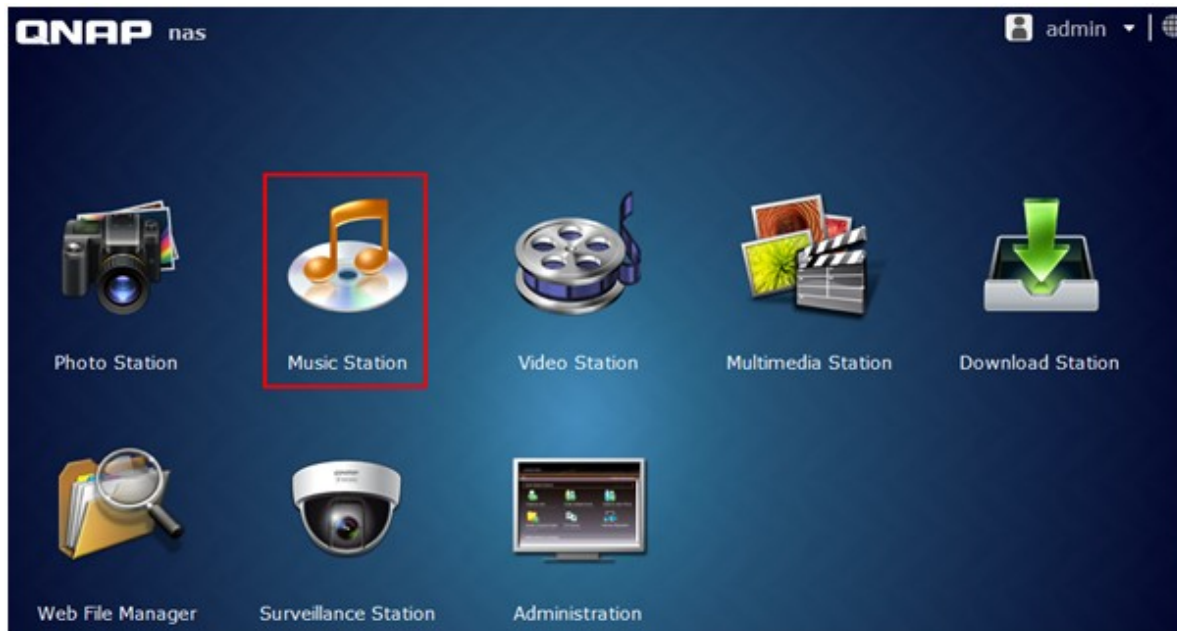 QNAP nas
admin
Photo Station
Music Station
Video Station
Multimedia Station
Download Station
Web File Manager
Surveillance Station
Administration